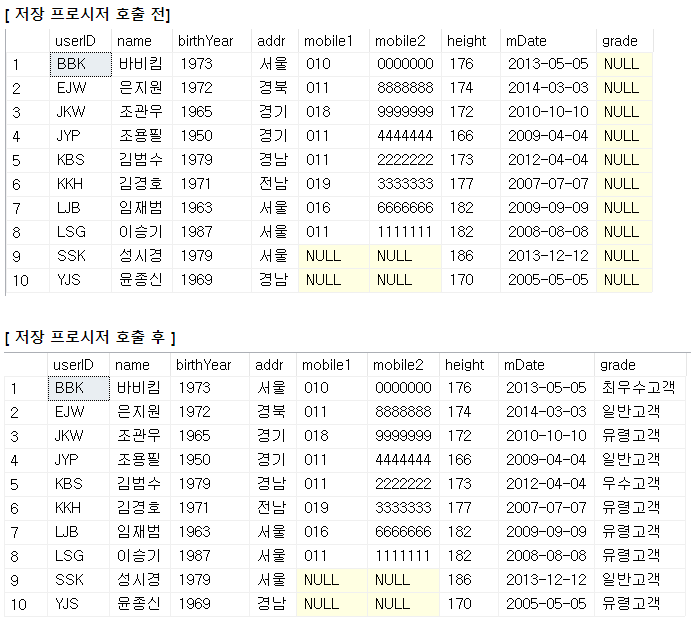 [ 저장 프로시저 호출 전]
userID name birthYear addr mobile1 mobile2 height mDate grade
1 BBK 바비킴 1973 서울 010 0000000 176 2013-05-05 NULL
2 EJW 은지원 1972 경북 011 8888888 174 2014-03-03 NULL
3 JKW 조관우 1965 경기 018 9999999 172 2010-10-10 NULL
4 JYP 조용필 1950 경기 011 4444444 166 2009-04-04 NULL
5 KBS 김범수 1979 경남 011 2222222 173 2012-04-04 NULL
6 KKH 김경호 1971 전남 019 3333333 177 2007-07-07 NULL
7 LJB 임재범 1963 서울 016 6666666 182 2009-09-09 NULL
8 LSG 이승기 1987 서울 011 1111111 182 2008-08-08 NULL
9 SSK 성시경 1979 서울 NULL NULL 186 2013-12-12 NULL
10 YJS 윤종신 1969 경남 NULL NULL 170 2005-05-05 NULL
[ 저장 프로시저 호출 후 ]
userID name birthYear addr mobile1 mobile2 height mDate grade
1 BBK 바비킴 1973 서울 010 0000000 176 2013-05-05 최우수고객
2 EJW 은지원 1972 경북 011 8888888 174 2014-03-03 일반고객
3 JKW 조관우 1965 경기 018 9999999 172 2010-10-10 유령고객
4 JYP 조용필 1950 경기 011 4444444 166 2009-04-04 일반고객
5 KBS 김범수 1979 경남 011 2222222 173 2012-04-04 우수고객
6 KKH 김경호 1971 전남 019 3333333 177 2007-07-07 유령고객
7 LJB 임재범 1963 서울 016 6666666 182 2009-09-09 유령고객
8 LSG 이승기 1987 서울 011 1111111 182 2008-08-08 유령고객
9 SSK 성시경 1979 서울 NULL NULL 186 2013-12-12 일반고객
10 YJS 윤종신 1969 경남 NULL NULL 170 2005-05-05 유령고객